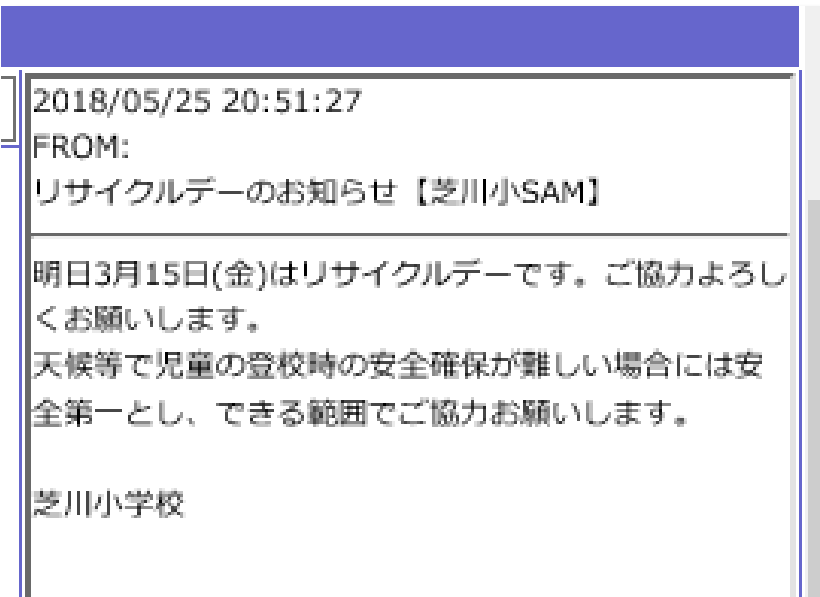 2018/05/25 20:51:27
FROM:
リサイクルデーのお知らせ【芝川小SAM】
明日3月15日(金)はリサイクルデーです。ご協力よろし
くお願いします。
天候等で児童の登校時の安全確保が難しい場合には安
全第一とし、できる範囲でご協力お願いします。
芝川小学校